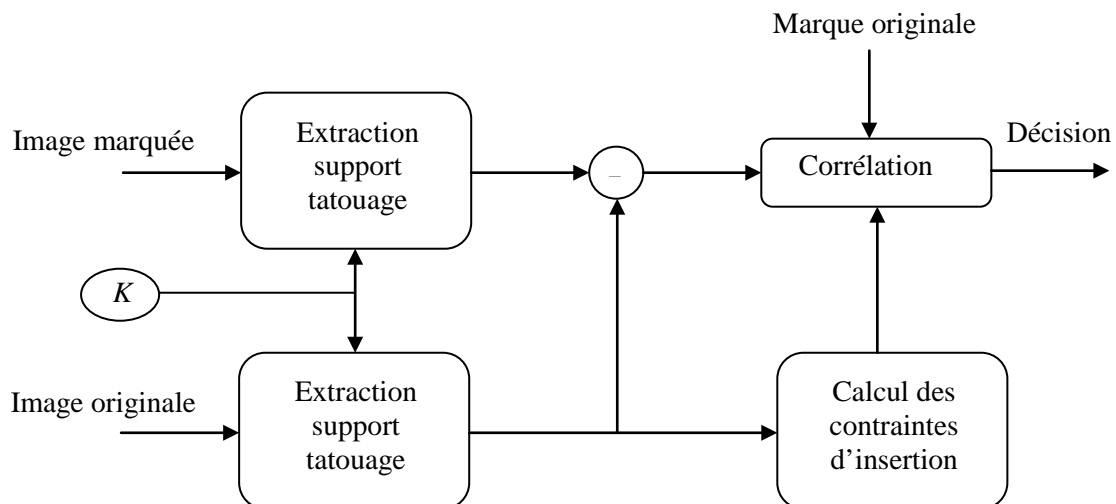 Marque originale
Image marquée
Extraction
support
tatouage
–
Corrélation
Décision
K
Image originale
Extraction
support
tatouage
Calcul des
contraintes
d’insertion